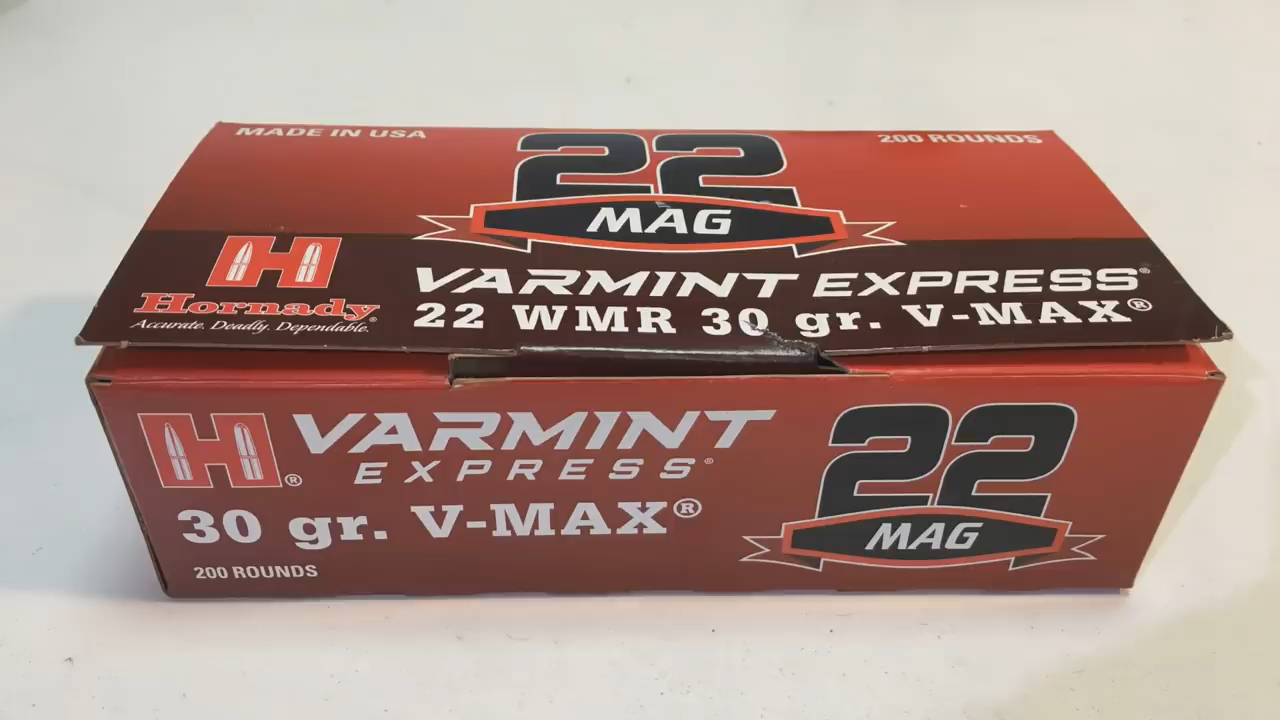 MADE IN USA
22
200 ROUNDS
MAG
H
Hornady®
Accurate. Deadly. Dependable.®
VARMINT EXPRESS®
22 WMR 30 gr. V-MAX®
H®
VARMINT
EXPRESS®
30 gr. V-MAX®
200 ROUNDS
22
MAG